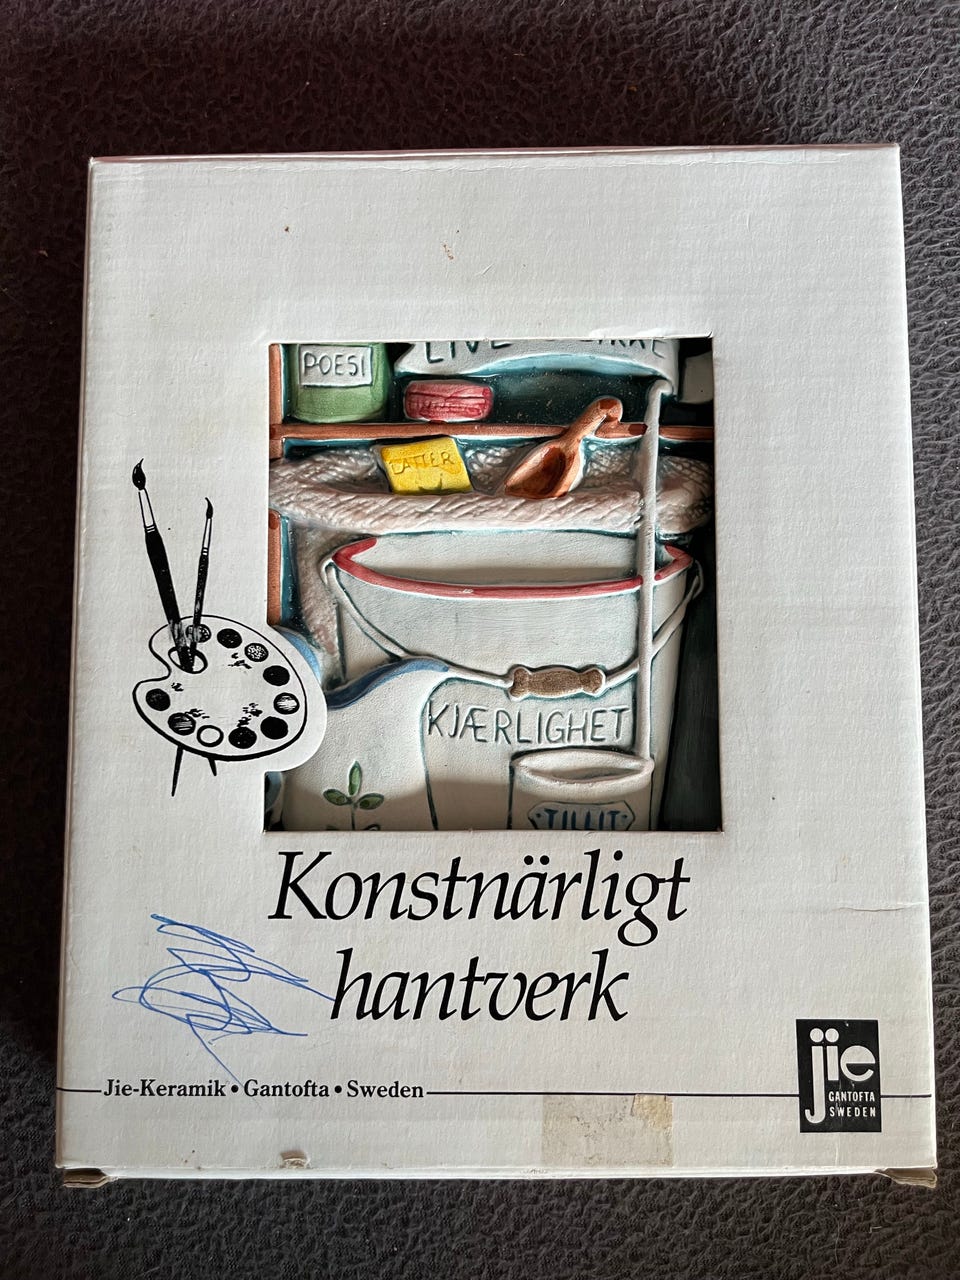 POESI
LATTER
KJÆRLIGHET
TILLIT
Konstnärligt
hantverk
Jie-Keramik • Gantofta • Sweden
jie
GANTOFTA
SWEDEN